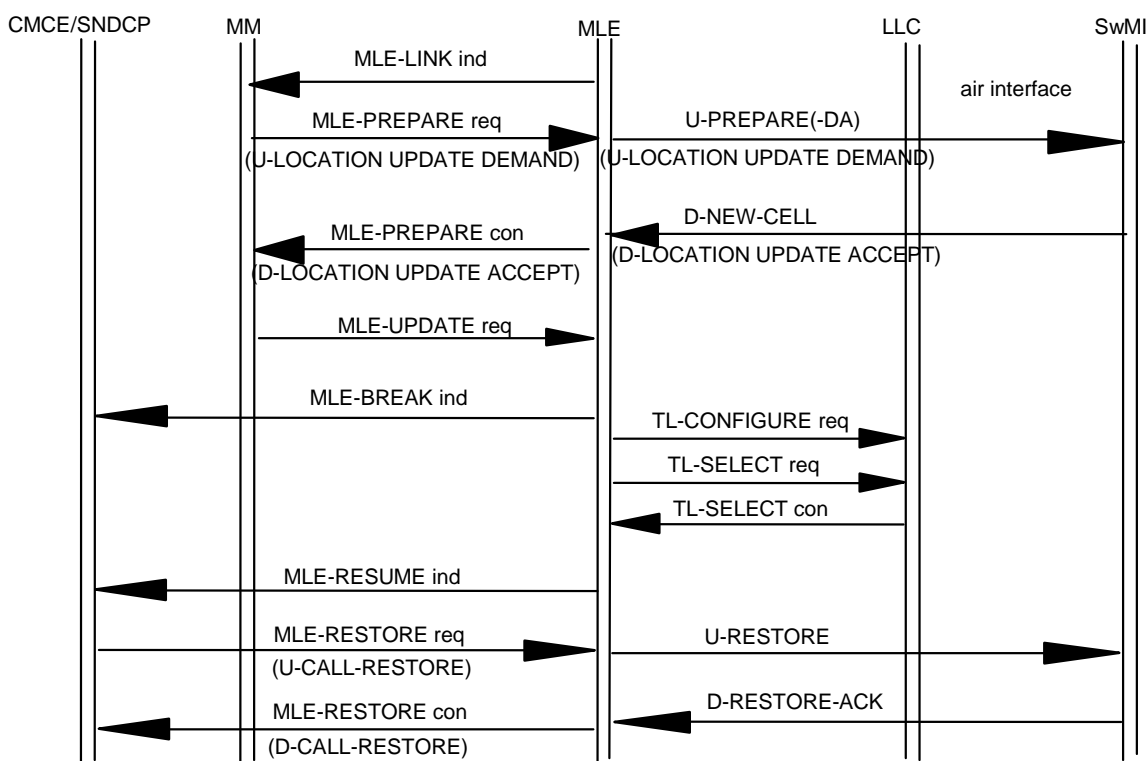 CMCE/SNDCP MM MLE LLC SwMI
MLE-LINK ind
air interface
MLE-PREPARE req U-PREPARE(-DA)
(U-LOCATION UPDATE DEMAND) (U-LOCATION UPDATE DEMAND)
D-NEW-CELL
MLE-PREPARE con
(D-LOCATION UPDATE ACCEPT)
(D-LOCATION UPDATE ACCEPT)
MLE-UPDATE req
MLE-BREAK ind
TL-CONFIGURE req
TL-SELECT req
TL-SELECT con
MLE-RESUME ind
MLE-RESTORE req U-RESTORE
(U-CALL-RESTORE)
D-RESTORE-ACK
MLE-RESTORE con
(D-CALL-RESTORE)